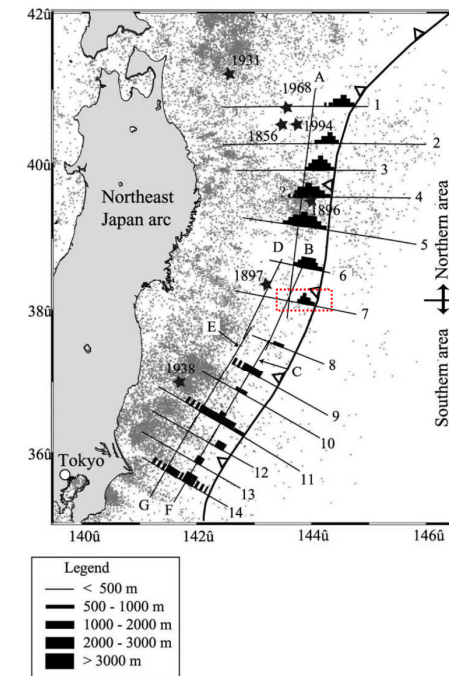 42û
1931
A
1968
1
1856
1994
2
40û
3
Northeast
Japan arc
?
4
1896
5
Northern area
D
B
1897
6
38û
7
E
Southern area
8
1938
C
9
10
36û
11
Tokyo
12
13
G
F
14
140û
142û
144û
146û
Legend
< 500 m
500 - 1000 m
1000 - 2000 m
2000 - 3000 m
> 3000 m